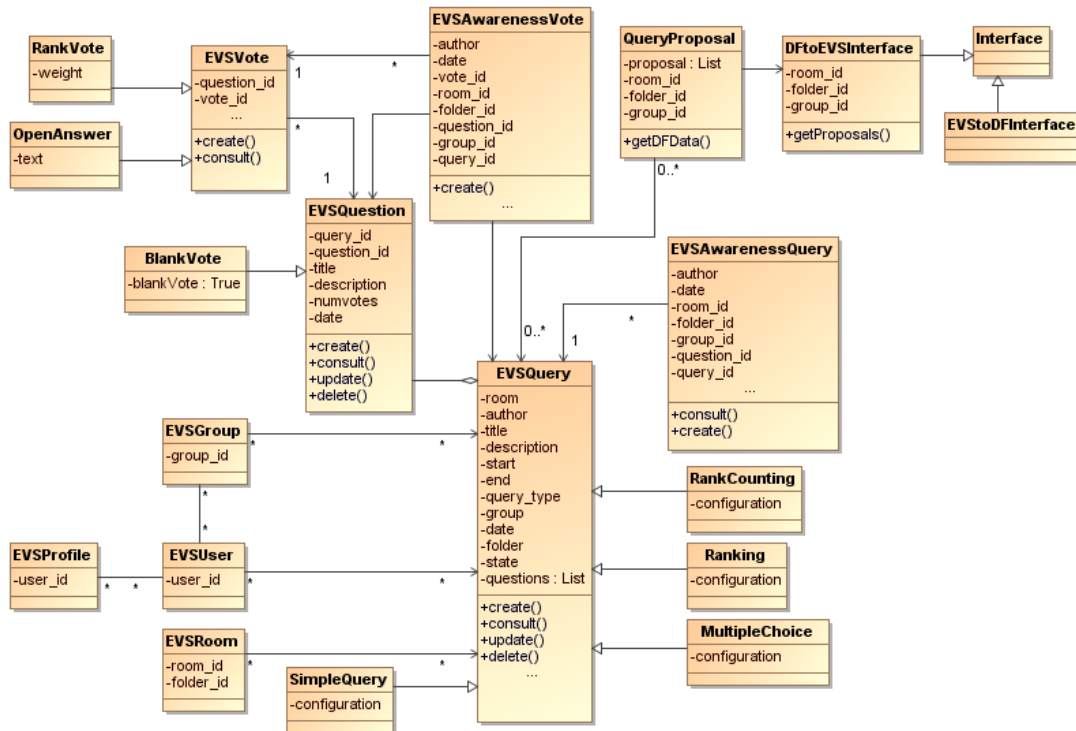 RankVote
-weight
OpenAnswer
-text
EVSVote
-question_id
-vote_id
...
+create()
+consult()
*
1
1
*
EVSAwarenessVote
-author
-date
-vote_id
-room_id
-folder_id
-question_id
-group_id
-query_id
+create()
...
QueryProposal
-proposal : List
-room_id
-folder_id
-group_id
+getDFData()
0..*
0..*
DFtoEVSInterface
-room_id
-folder_id
-group_id
+getProposals()
Interface
EVStoDFInterface
BlankVote
-blankVote : True
EVSQuestion
-query_id
-question_id
-title
-description
-numvotes
-date
+create()
+consult()
+update()
+delete()
EVSAwarenessQuery
-author
-date
-room_id
-folder_id
-group_id
-question_id
-query_id
...
+consult()
+create()
*
1
EVSQuery
-room
-author
-title
-description
-start
-end
-query_type
-group
-date
-folder
-state
-questions : List
+create()
+consult()
+update()
+delete()
...
EVSGroup
-group_id
*
*
*
*
EVSProfile
-user_id
*
*
EVSUser
-user_id
*
*
EVSRoom
-room_id
-folder_id
*
*
SimpleQuery
-configuration
RankCounting
-configuration
Ranking
-configuration
MultipleChoice
-configuration